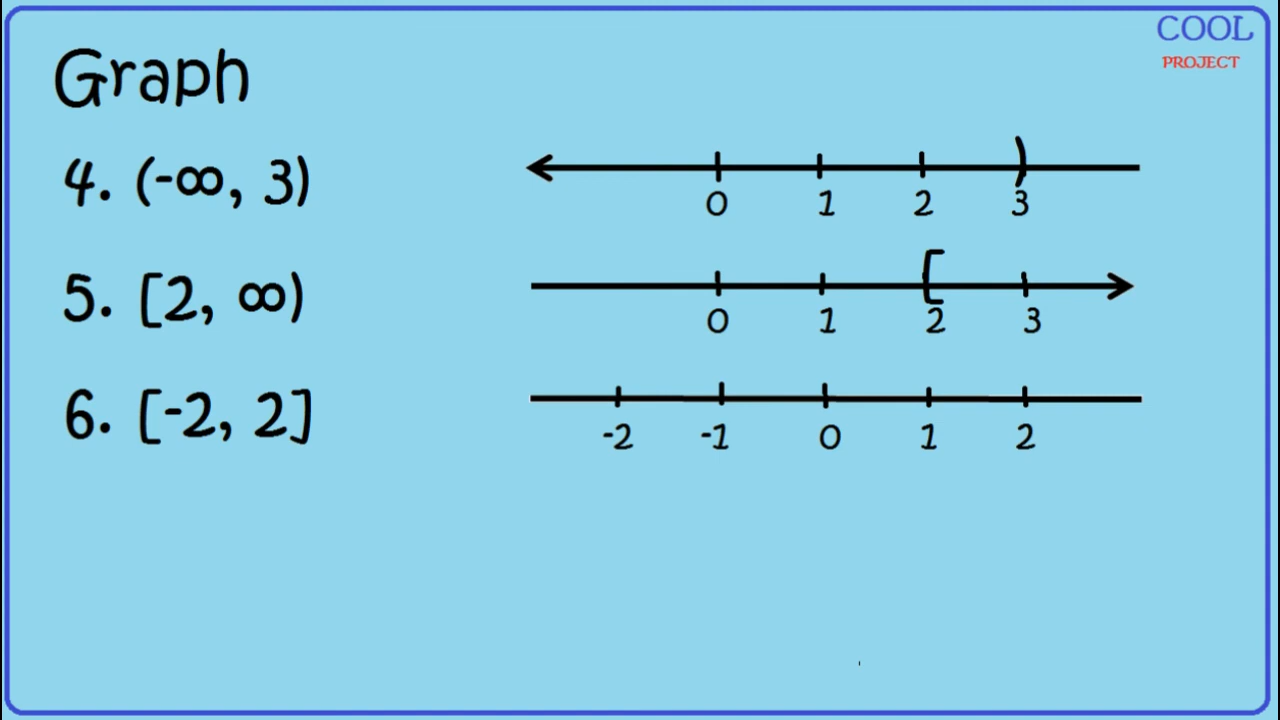 COOL
PROJECT
Graph
4. (-∞, 3)
0 1 2 3
5. [2, ∞)
0 1 2 3
6. [-2, 2]
-2 -1 0 1 2